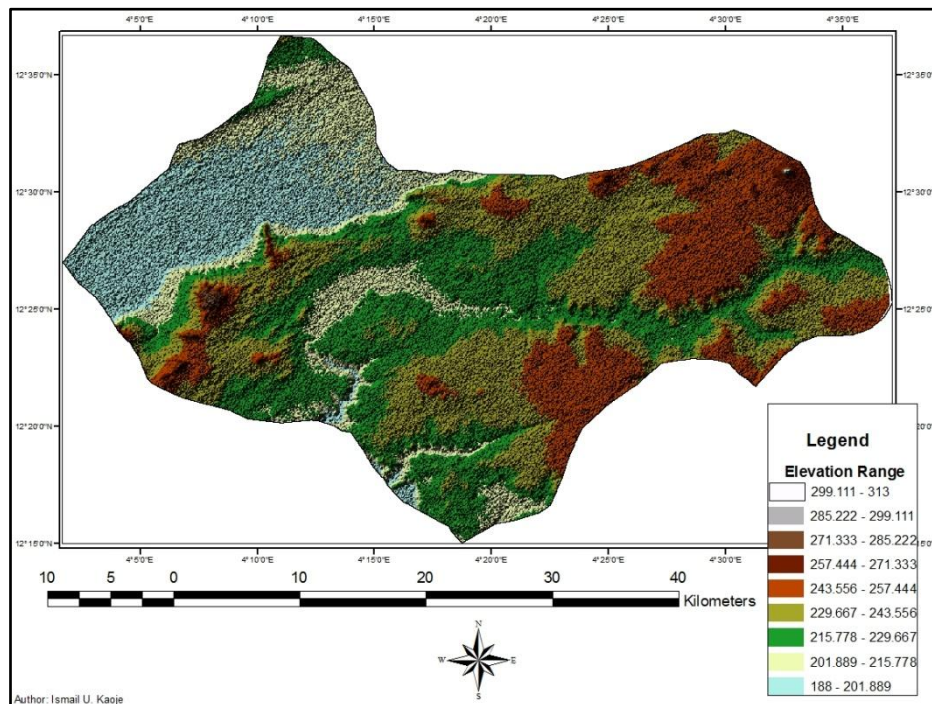 4°5'0"E 4°10'0"E 4°15'0"E 4°20'0"E 4°25'0"E 4°30'0"E 4°35'0"E
12°35'0"N 12°35'0"N
12°30'0"N 12°30'0"N
12°25'0"N 12°25'0"N
12°20'0"N 20'0"N
12°15'0"N
4°5'0"E 4°10'0"E 4°15'0"E 4°20'0"E 4°25'0"E 4°30'0"E
Legend
Elevation Range
299.111 - 313
285.222 - 299.111
271.333 - 285.222
257.444 - 271.333
243.556 - 257.444
229.667 - 243.556
215.778 - 229.667
201.889 - 215.778
188 - 201.889
10 5 0 10 20 30 40
Kilometers
N
W E
S
Author: Ismail U. Kaoje